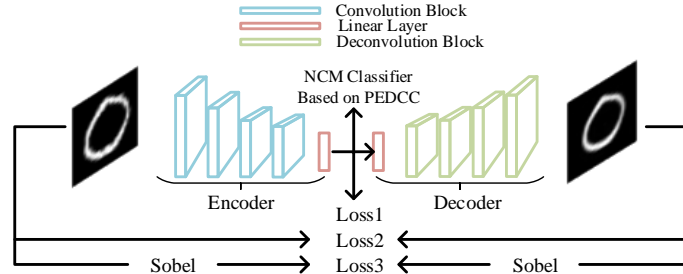 Convolution Block
Linear Layer
Deconvolution Block
NCM Classifier
Based on PEDCC
Encoder
Decoder
Loss1
Loss2
Sobel
Loss3
Sobel